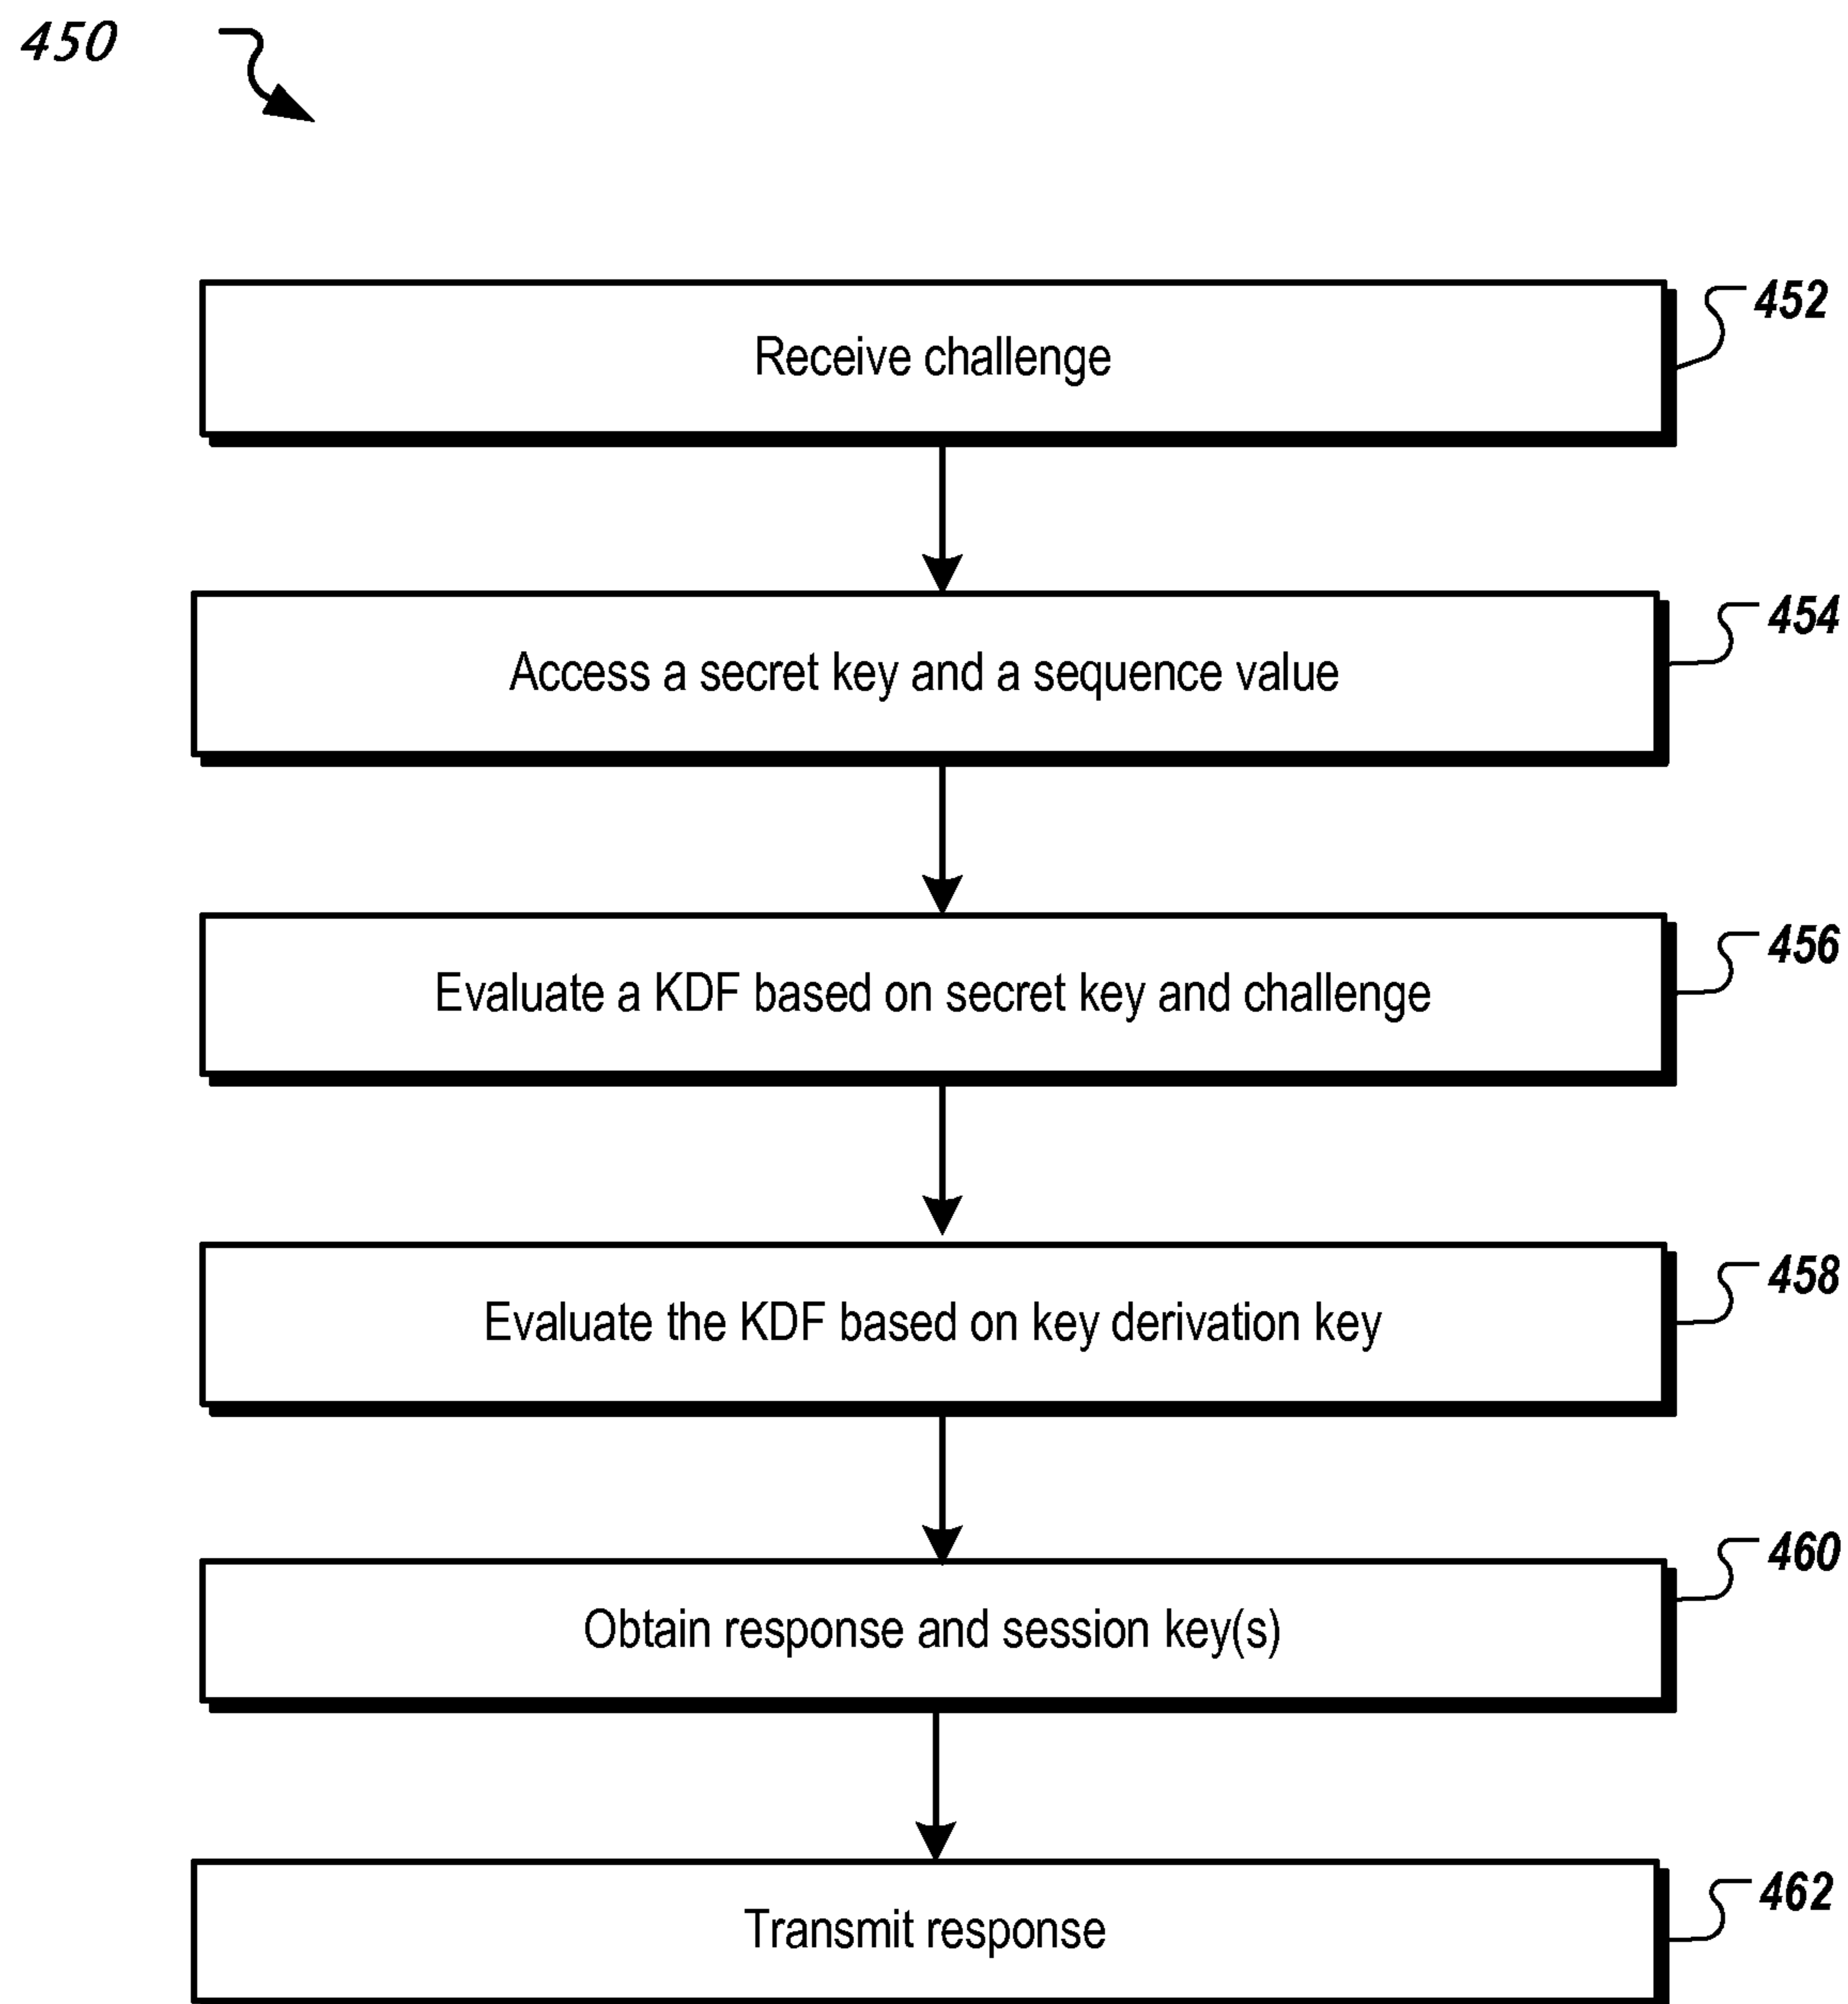 450
Receive challenge
452
Access a secret key and a sequence value
454
Evaluate a KDF based on secret key and challenge
456
Evaluate the KDF based on key derivation key
458
Obtain response and session key(s)
460
Transmit response
462